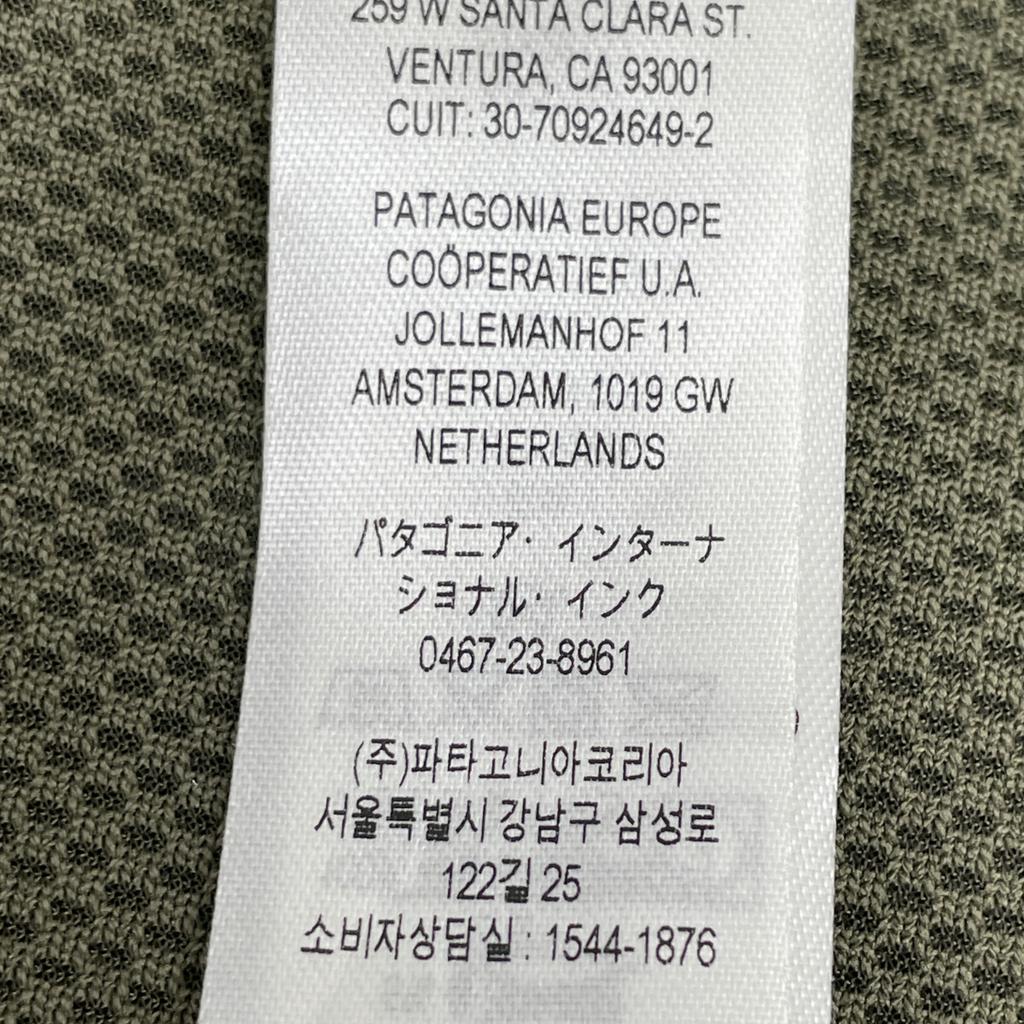 259 W SANTA CLARA ST.
VENTURA, CA 93001
CUIT: 30-70924649-2
PATAGONIA EUROPE
COÖPERATIEF U.A.
JOLLEMANHOF 11
AMSTERDAM, 1019 GW
NETHERLANDS
パタゴニア・インターナ
ショナル・インク
0467-23-8961
(주)파타고니아코리아
서울특별시 강남구 삼성로
122길 25
소비자상담실 : 1544-1876